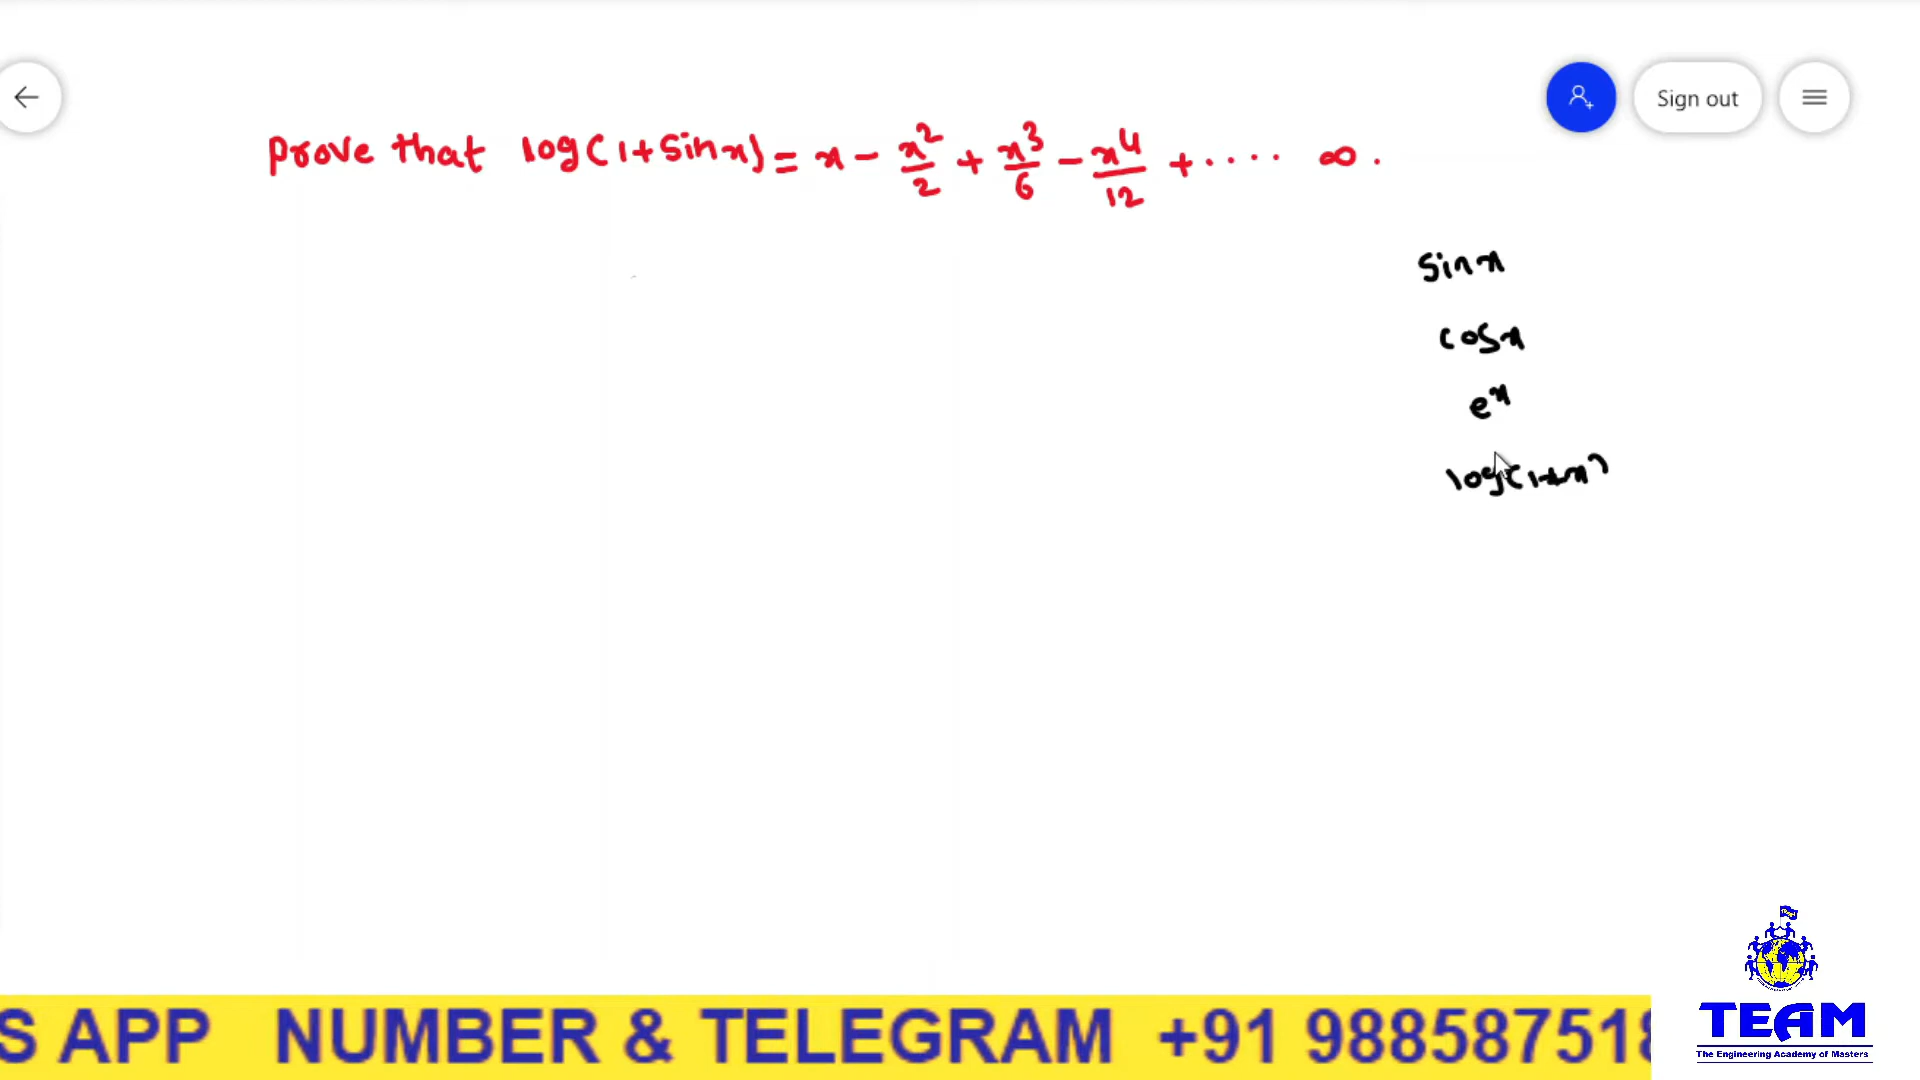 Sign out
Prove that log(1+sinx) = x - x²/2 + x³/6 - x⁴/12 + .... ∞.
sinx
cosx
eˣ
log(1+x)
S APP NUMBER & TELEGRAM +91 98858751
TEAM
The Engineering Academy of Masters